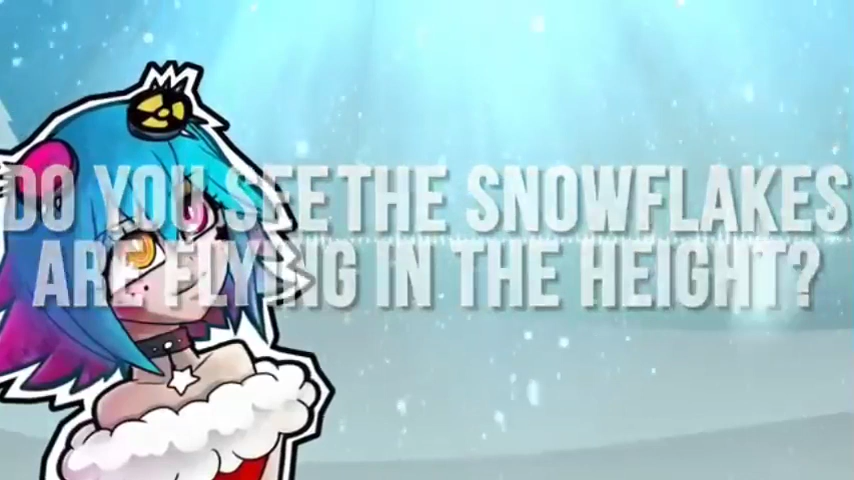 DO YOU SEE THE SNOWFLAKES
ARE FLYING IN THE HEIGHT?